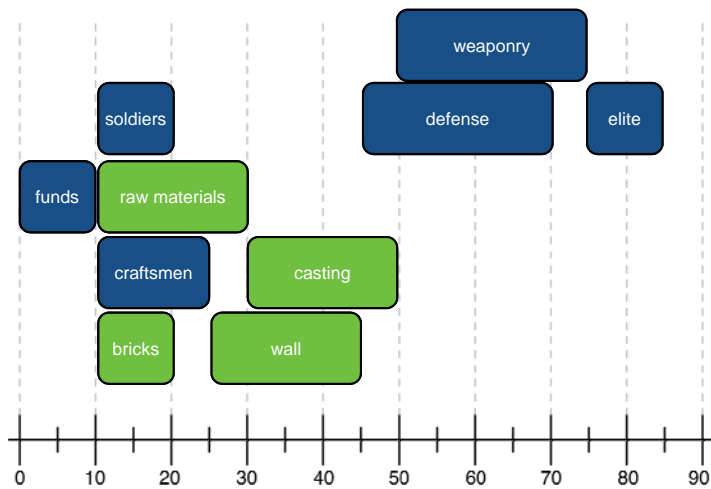 weaponry
soldiers
defense
elite
funds
raw materials
craftsmen
casting
bricks
wall
0 10 20 30 40 50 60 70 80 90